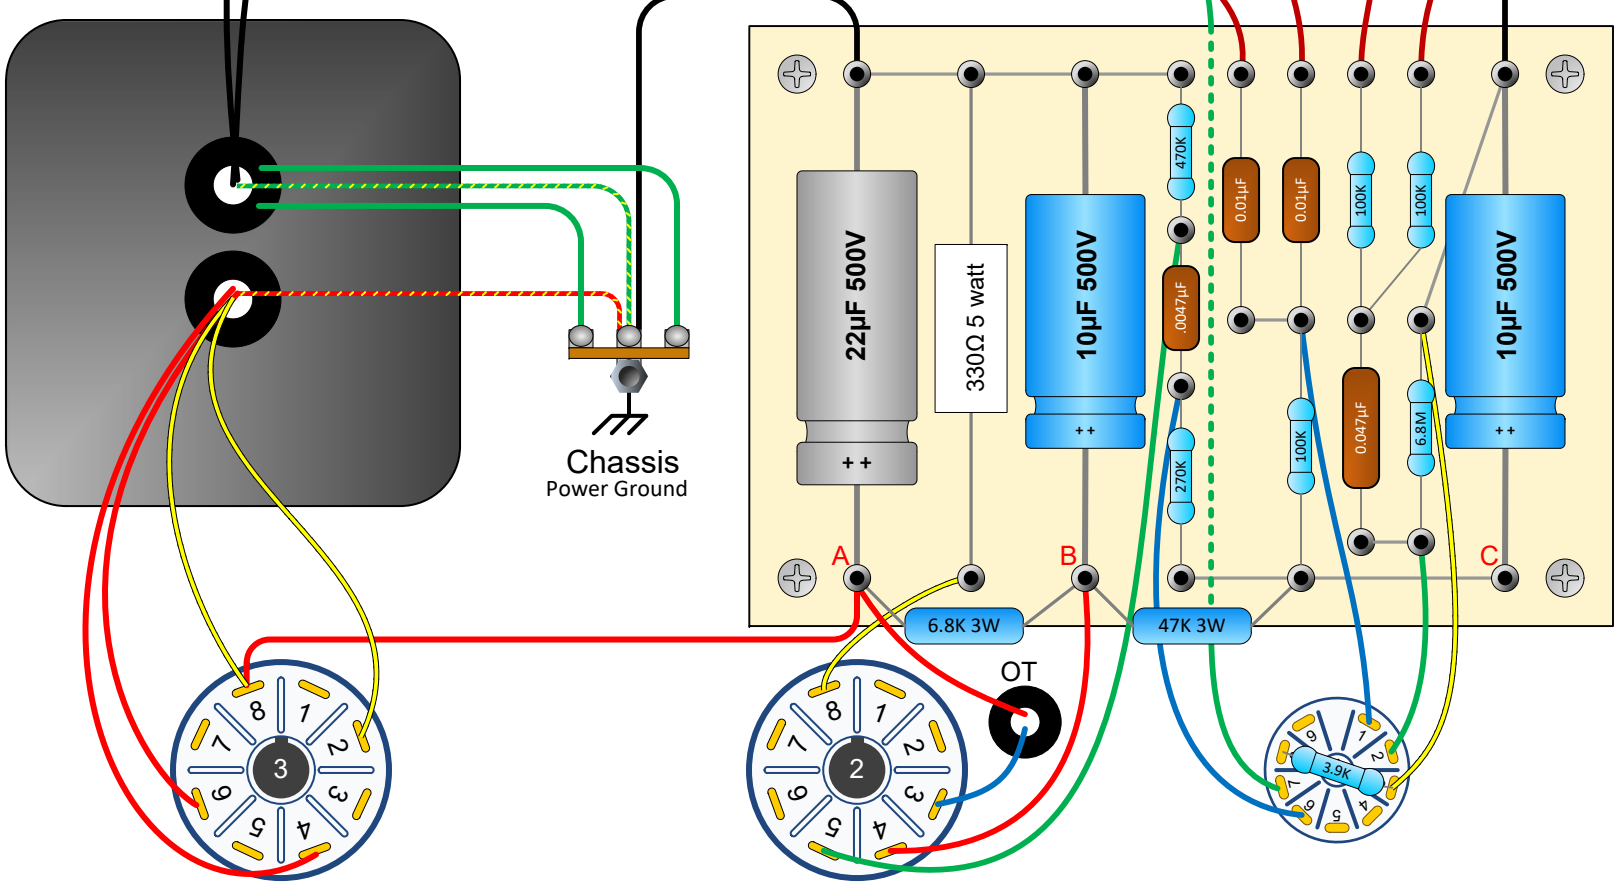 470K
0.01µF
0.01µF
100K
100K
22µF 500V
330Ω 5 watt
10µF 500V
.0047µF
10µF 500V
0.047µF
6.8M
100K
270K
++
++
++
Chassis
Power Ground
A
B
C
6.8K 3W
47K 3W
OT
8
1
7
2
3
6
3
5
4
8
1
7
2
2
6
3
5
4
9
1
2
3.9K
7
4
6
5